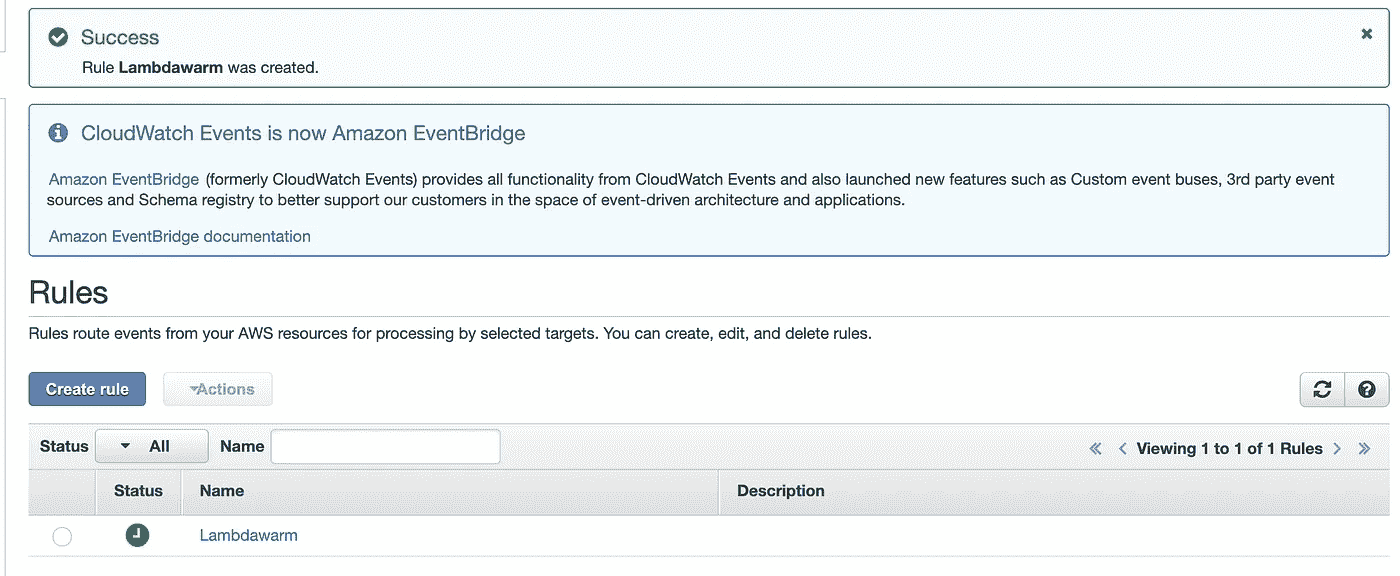 Success
Rule Lambdawarm was created.
CloudWatch Events is now Amazon EventBridge
Amazon EventBridge (formerly CloudWatch Events) provides all functionality from CloudWatch Events and also launched new features such as Custom event buses, 3rd party event
sources and Schema registry to better support our customers in the space of event-driven architecture and applications.
Amazon EventBridge documentation
Rules
Rules route events from your AWS resources for processing by selected targets. You can create, edit, and delete rules.
Create rule Actions
Status All Name « < Viewing 1 to 1 of 1 Rules > »
Status Name Description
Lambdawarm